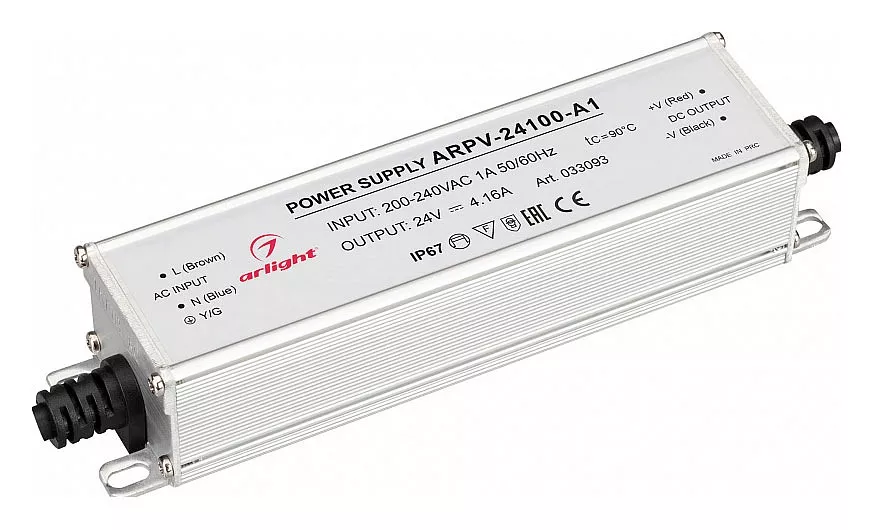 POWER SUPPLY ARPV-24100-A1
INPUT: 200-240VAC 1A 50/60Hz
OUTPUT: 24V ⎓ 4.16A
tc=90°C
Art. 033093
IP67 F EAC CE
arlight
L (Brown)
AC INPUT
N (Blue)
⏚ Y/G
+V (Red)
DC OUTPUT
-V (Black)
MADE IN PRC